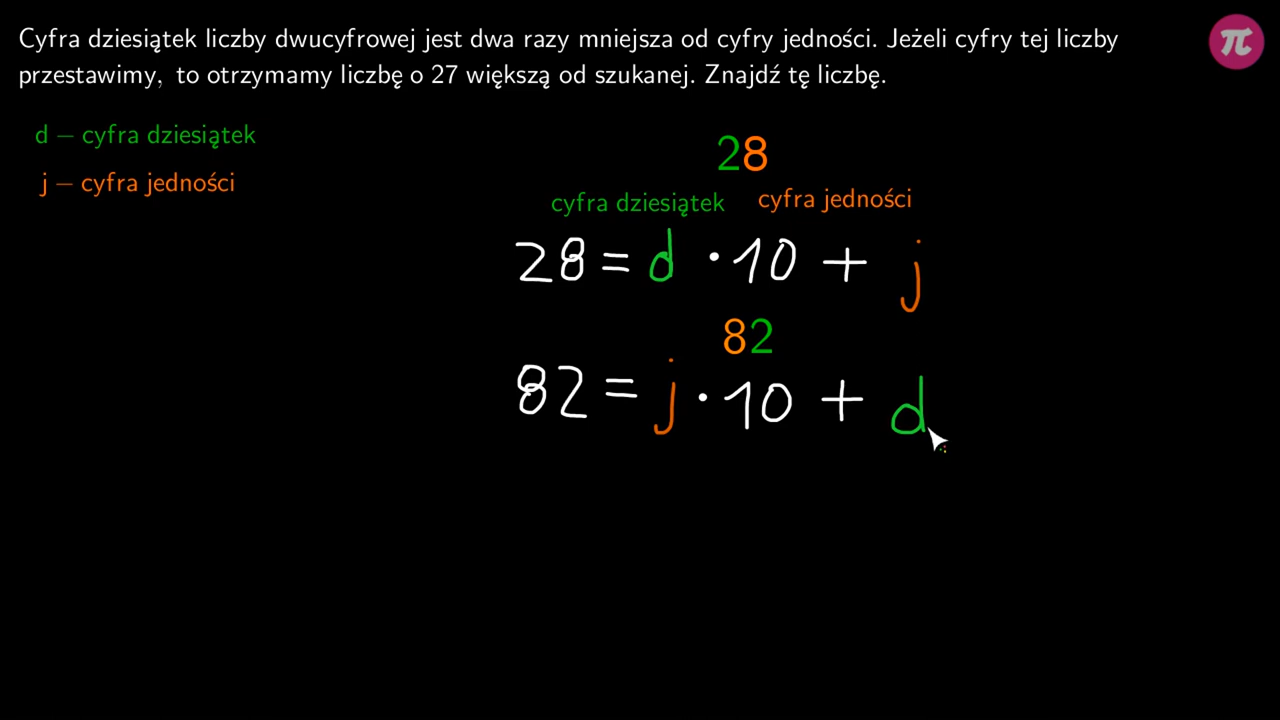 Cyfra dziesiątek liczby dwucyfrowej jest dwa razy mniejsza od cyfry jedności. Jeżeli cyfry tej liczby
przestawimy, to otrzymamy liczbę o 27 większą od szukanej. Znajdź tę liczbę.
π
d – cyfra dziesiątek
j – cyfra jedności
28
cyfra dziesiątek cyfra jedności
28 = d · 10 + j
82
82 = j · 10 + d